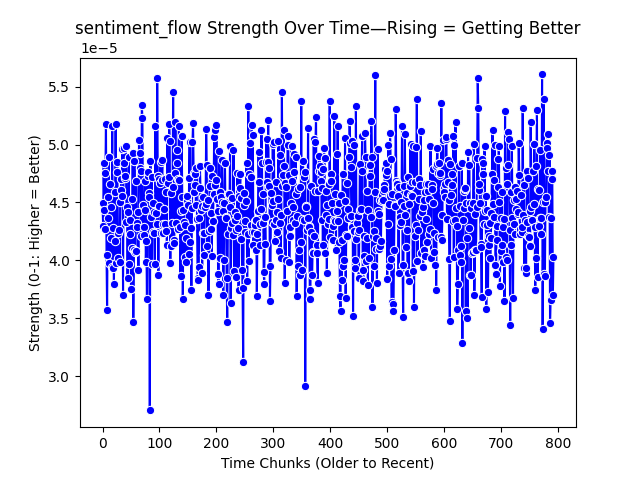 sentiment_flow Strength Over Time—Rising = Getting Better
1e−5
5.5
5.0
4.5
4.0
3.5
3.0
Strength (0-1: Higher = Better)
0 100 200 300 400 500 600 700 800
Time Chunks (Older to Recent)